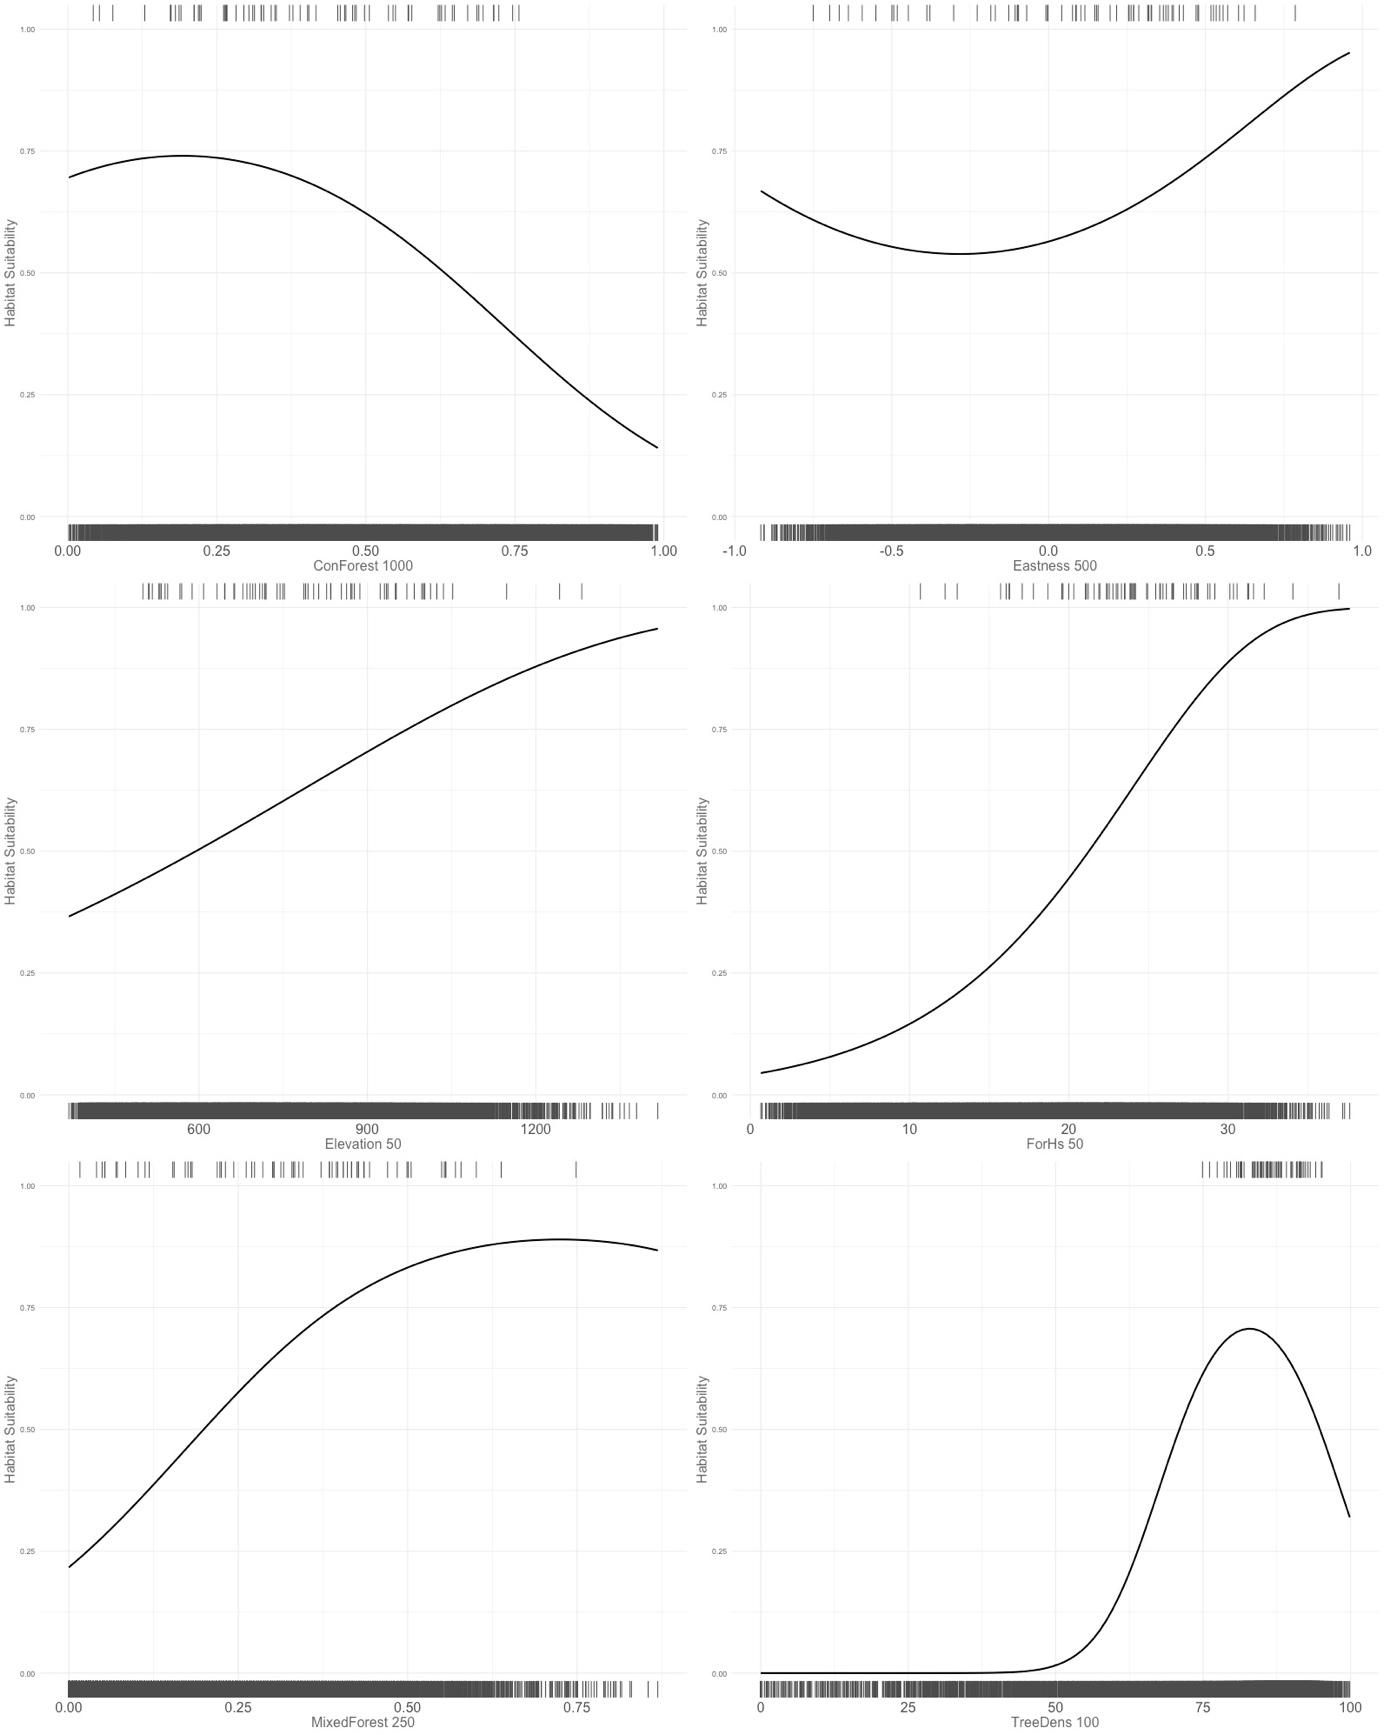 1.00
0.75
0.50
0.25
0.00
Habitat Suitability
0.00 0.25 0.50 0.75 1.00
ConForest 1000
1.00
0.75
0.50
0.25
0.00
Habitat Suitability
-1.0 -0.5 0.0 0.5 1.0
Eastness 500
1.00
0.75
0.50
0.25
0.00
Habitat Suitability
600 900 1200
Elevation 50
1.00
0.75
0.50
0.25
0.00
Habitat Suitability
0 10 20 30
ForHs 50
1.00
0.75
0.50
0.25
0.00
Habitat Suitability
0.00 0.25 0.50 0.75
MixedForest 250
1.00
0.75
0.50
0.25
0.00
Habitat Suitability
0 25 50 75 100
TreeDens 100